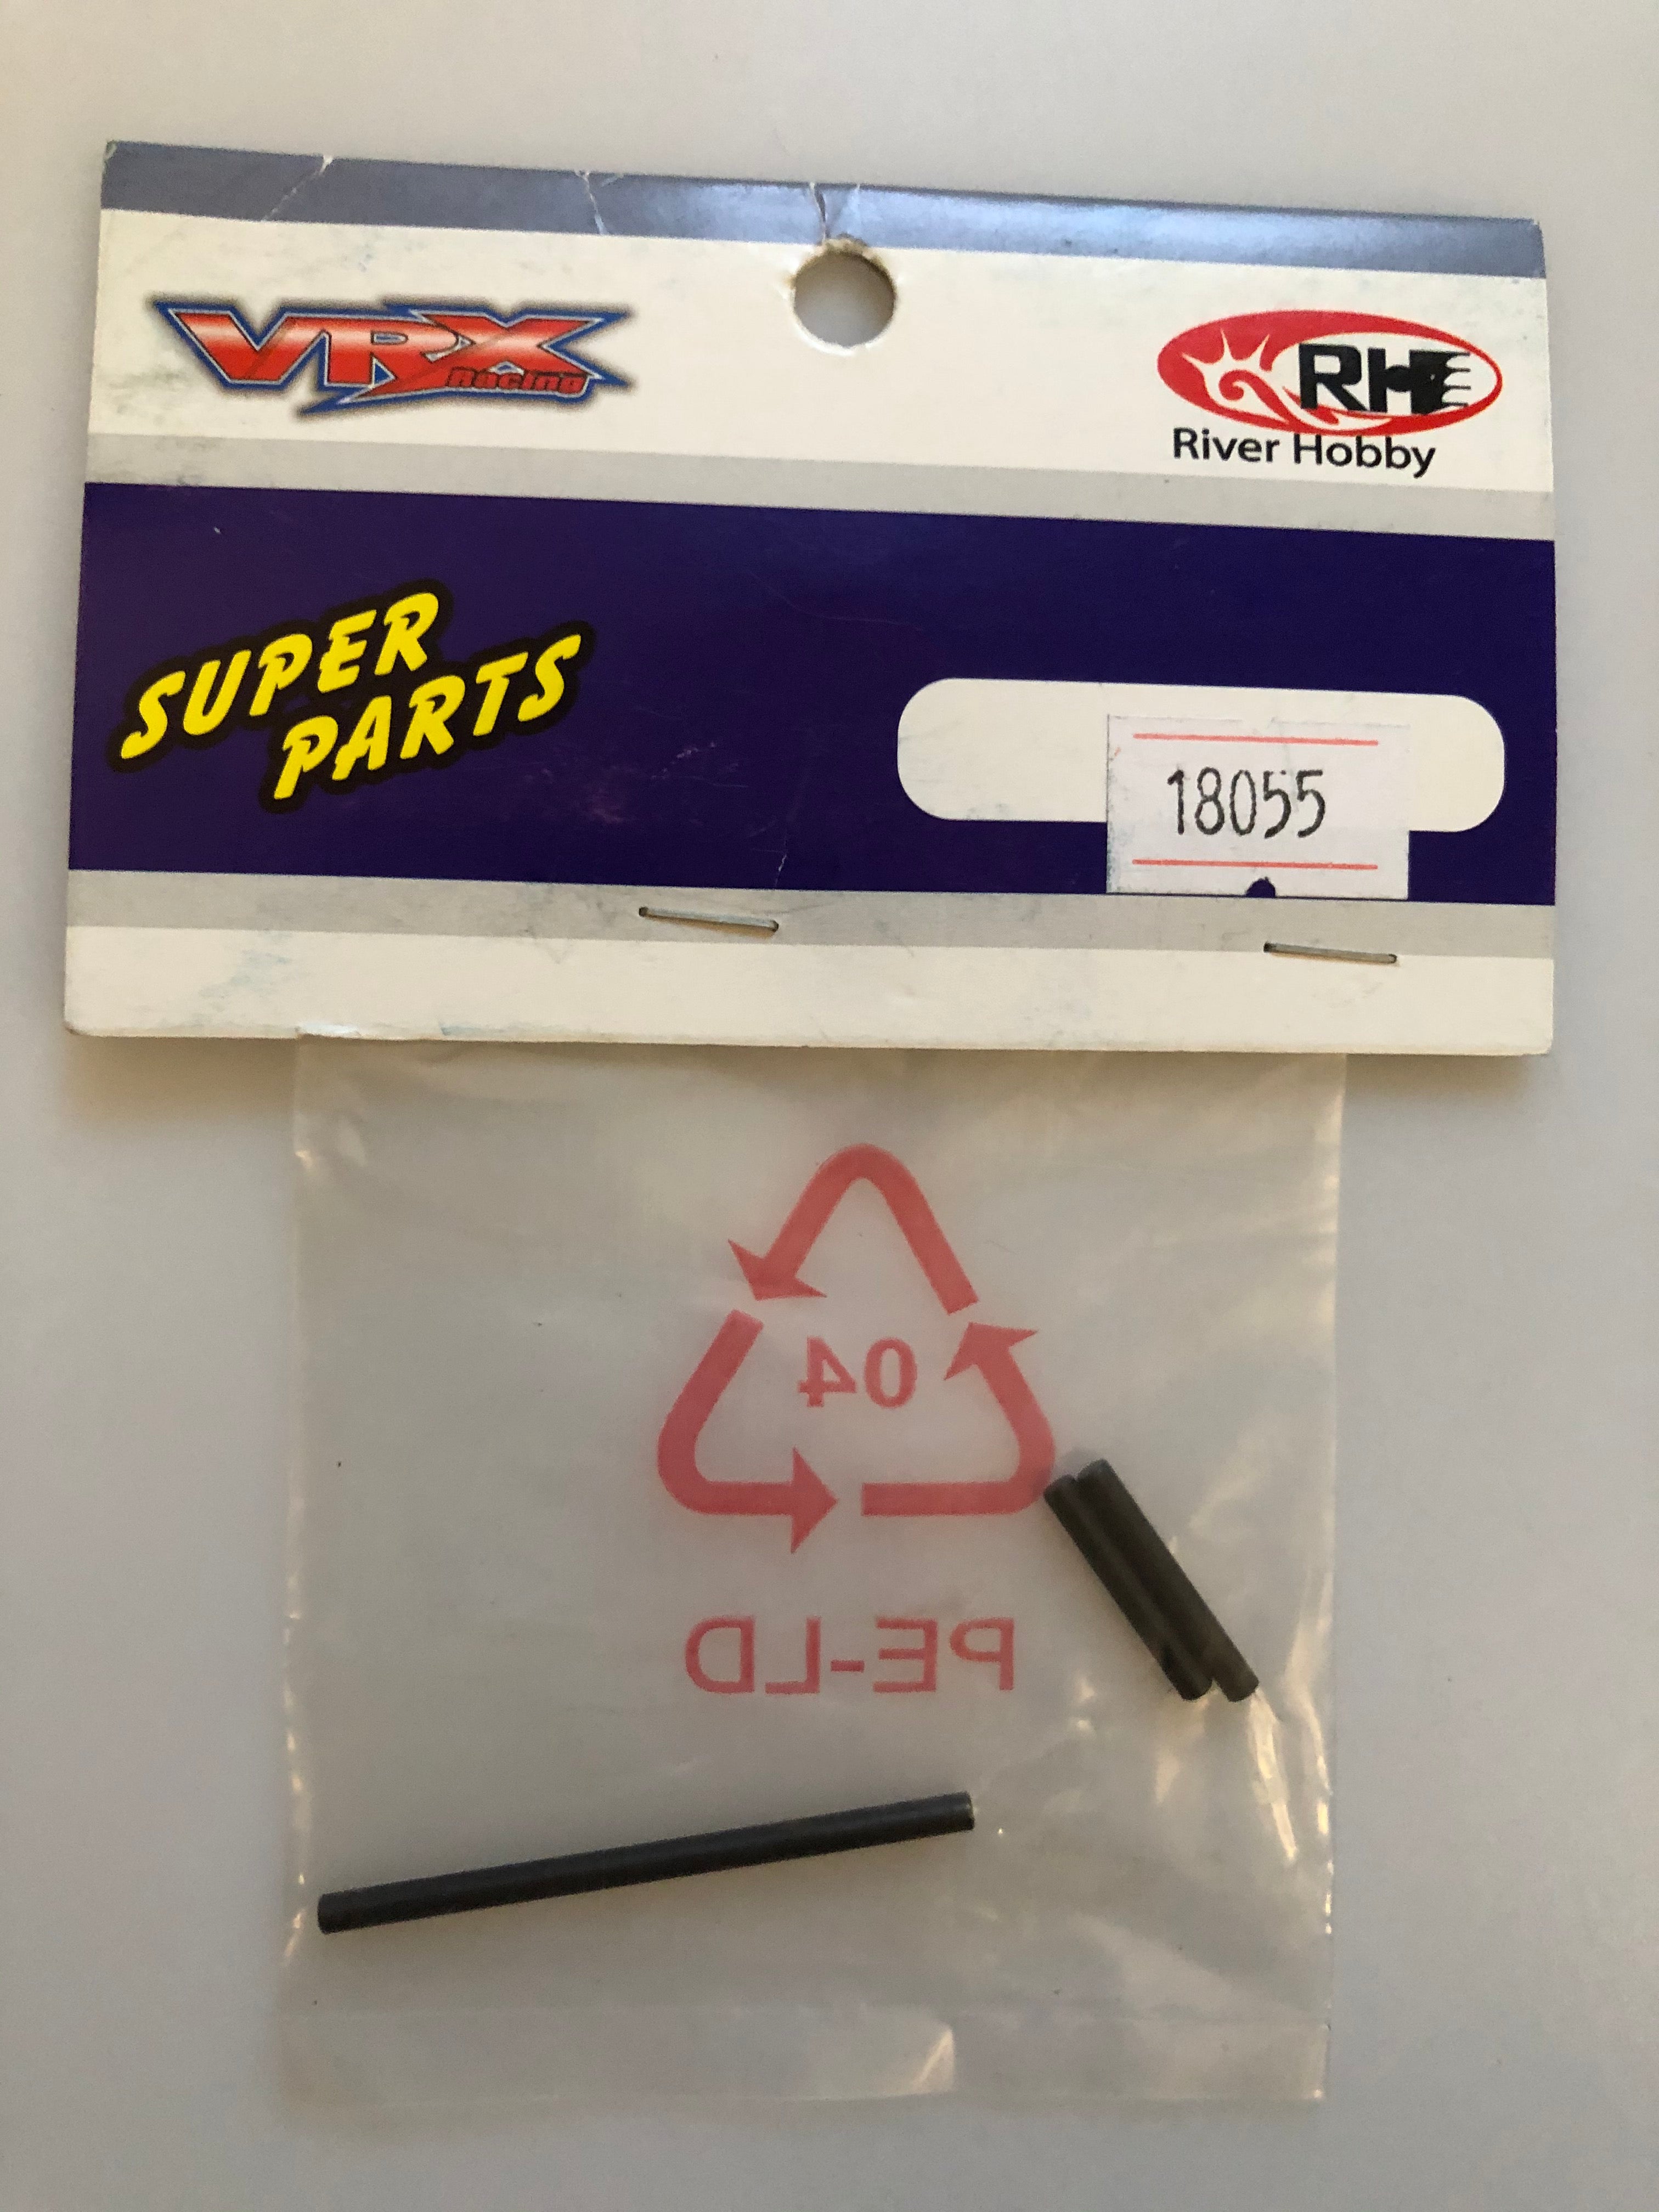 VRX
Racing
RH
River Hobby
SUPER
PARTS
18055
04
PE-LD